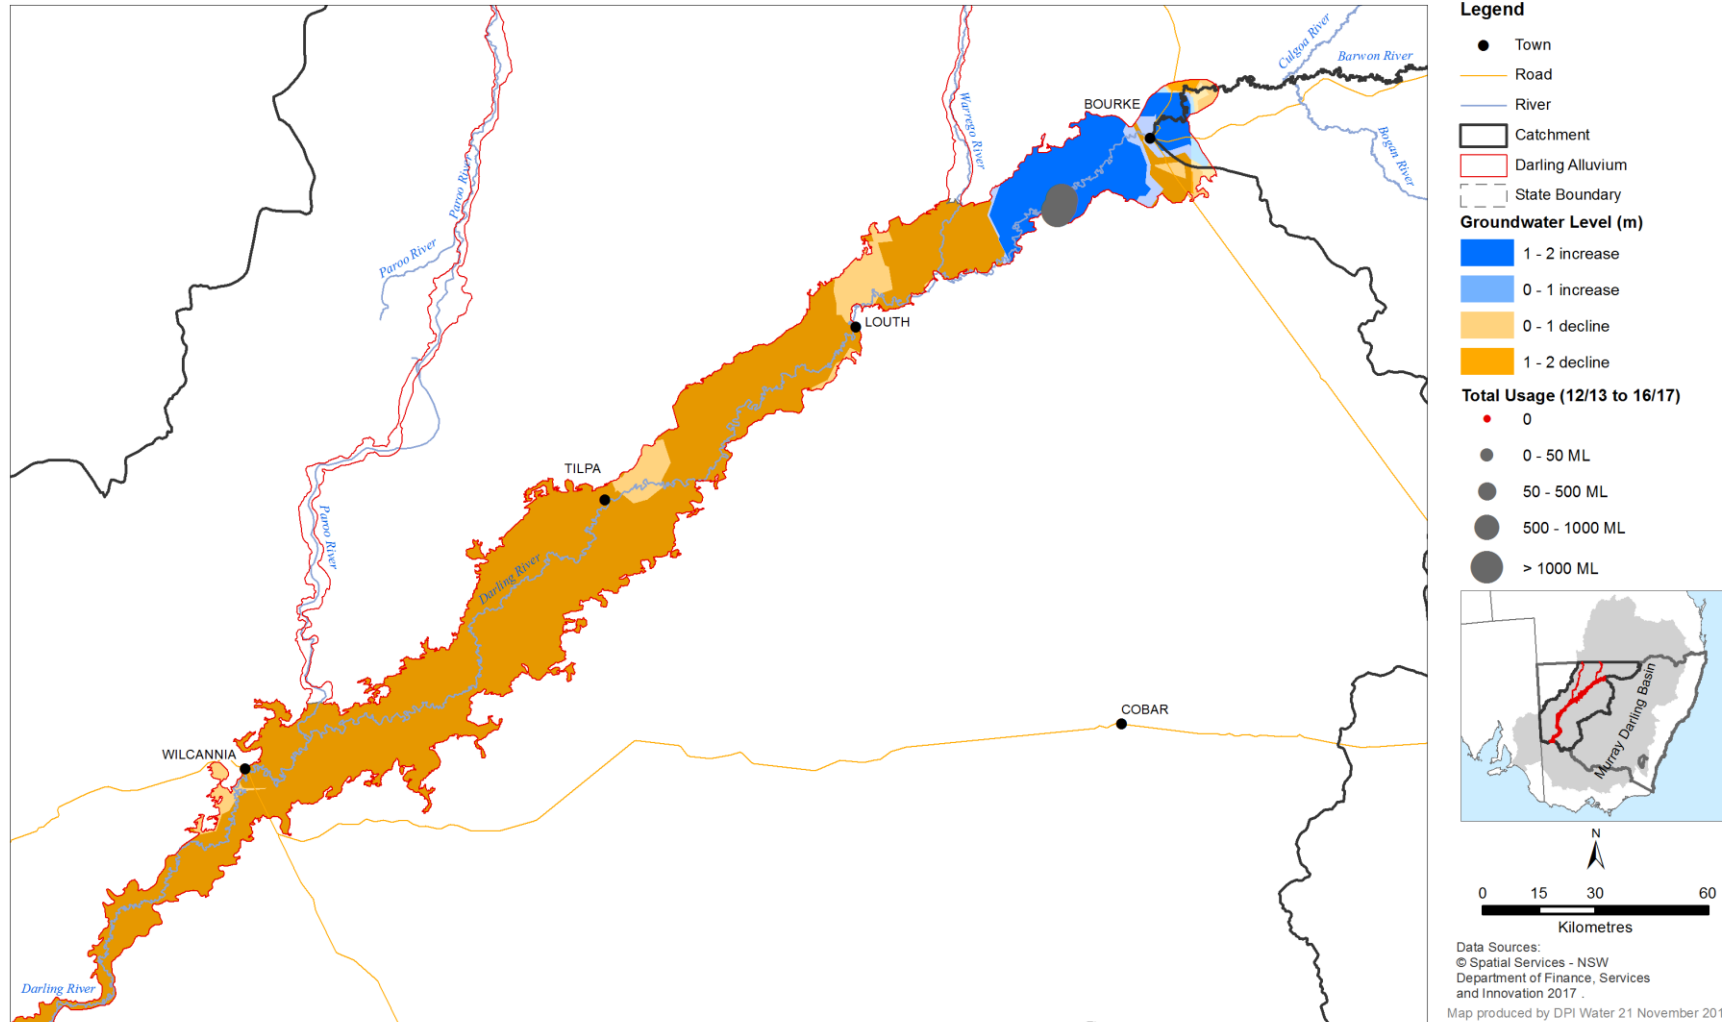 Culgoa River
Barwon River
BOURKE
Bogan River
Warrego River
Paroo River
Paroo River
LOUTH
TILPA
Paroo River
Darling River
COBAR
WILCANNIA
Darling River
Legend
Town
Road
River
Catchment
Darling Alluvium
State Boundary
Groundwater Level (m)
1 - 2 increase
0 - 1 increase
0 - 1 decline
1 - 2 decline
Total Usage (12/13 to 16/17)
0
0 - 50 ML
50 - 500 ML
500 - 1000 ML
> 1000 ML
Murray Darling Basin
N
0 15 30 60
Kilometres
Data Sources:
© Spatial Services - NSW
Department of Finance, Services
and Innovation 2017 .
Map produced by DPI Water 21 November 201